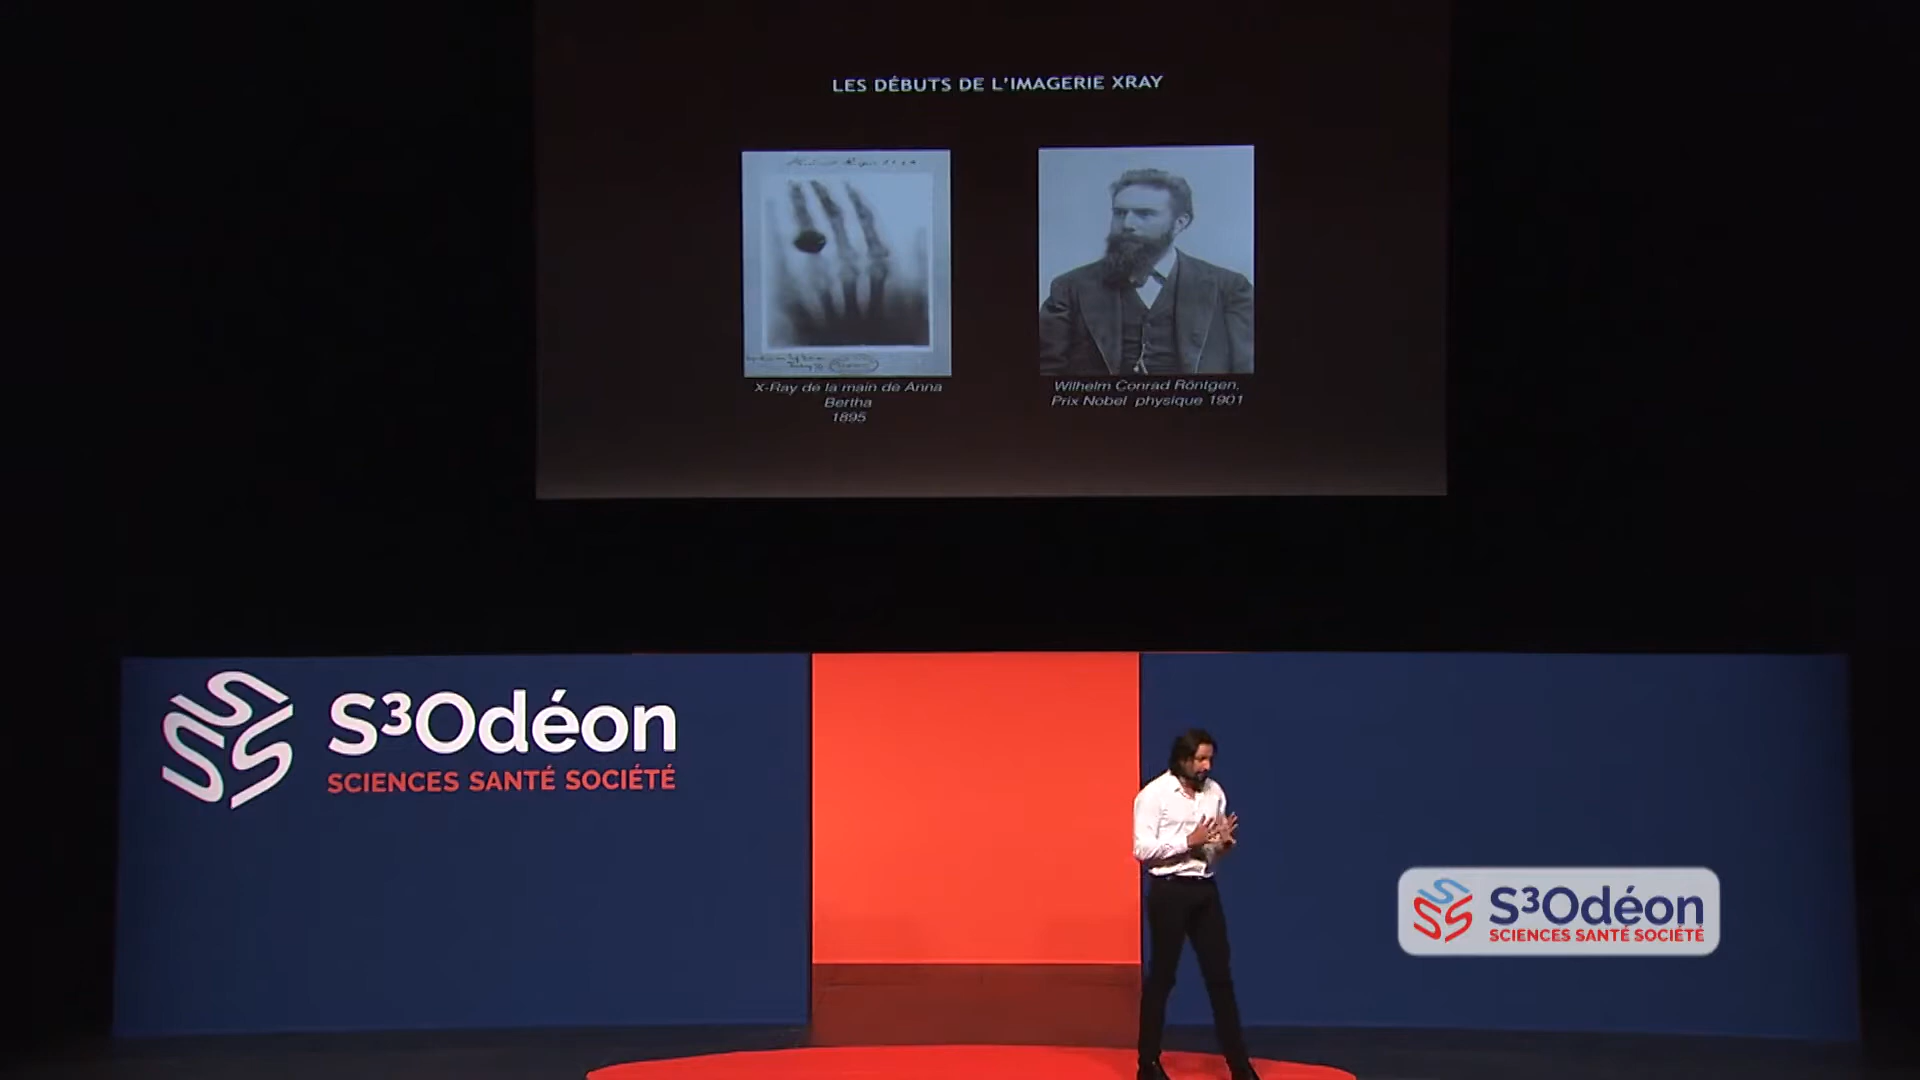 LES DÉBUTS DE L'IMAGERIE XRAY
X-Ray de la main de Anna
Bertha
1895
Wilhelm Conrad Röntgen,
Prix Nobel physique 1901
S³Odéon
SCIENCES SANTÉ SOCIÉTÉ
S³Odéon
SCIENCES SANTÉ SOCIÉTÉ